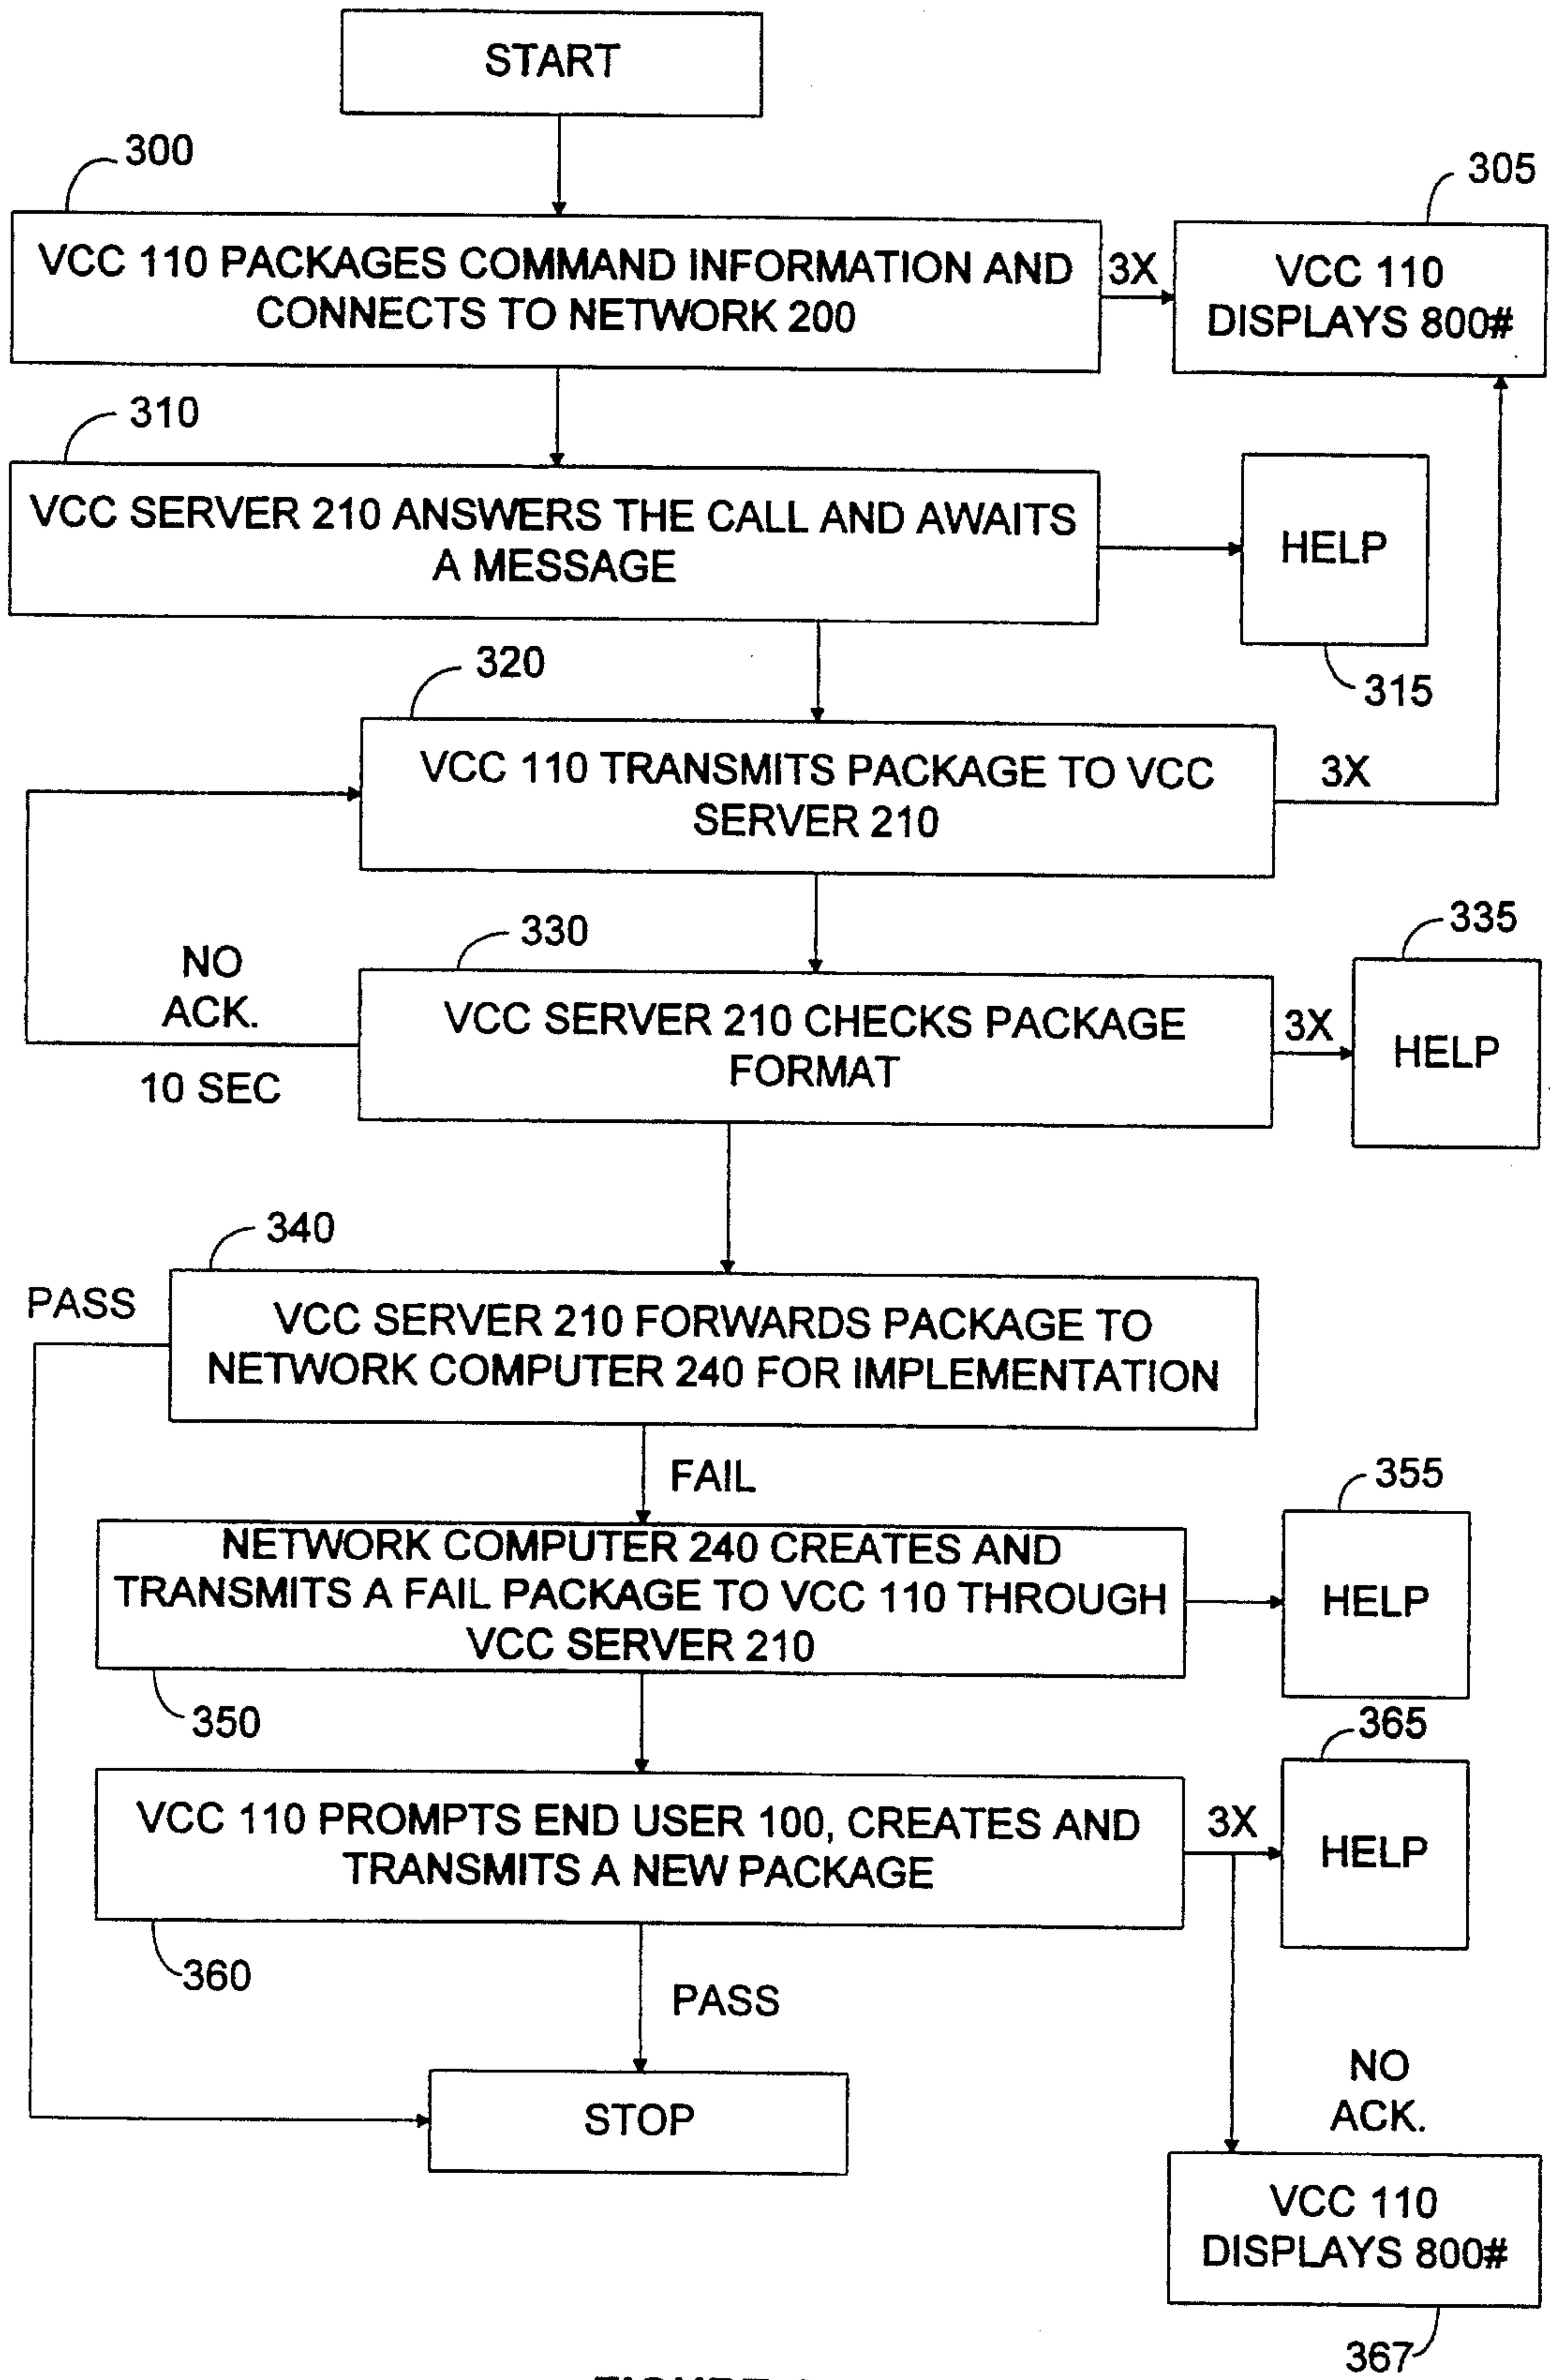 START
300
305
VCC 110 PACKAGES COMMAND INFORMATION AND
CONNECTS TO NETWORK 200
3X
VCC 110
DISPLAYS 800#
310
VCC SERVER 210 ANSWERS THE CALL AND AWAITS
A MESSAGE
HELP
315
320
VCC 110 TRANSMITS PACKAGE TO VCC
SERVER 210
3X
330
335
NO
ACK.
10 SEC
VCC SERVER 210 CHECKS PACKAGE
FORMAT
3X
HELP
340
PASS
VCC SERVER 210 FORWARDS PACKAGE TO
NETWORK COMPUTER 240 FOR IMPLEMENTATION
FAIL
355
NETWORK COMPUTER 240 CREATES AND
TRANSMITS A FAIL PACKAGE TO VCC 110 THROUGH
VCC SERVER 210
HELP
350
365
VCC 110 PROMPTS END USER 100, CREATES AND
TRANSMITS A NEW PACKAGE
3X
HELP
360
PASS
NO
ACK.
STOP
VCC 110
DISPLAYS 800#
367